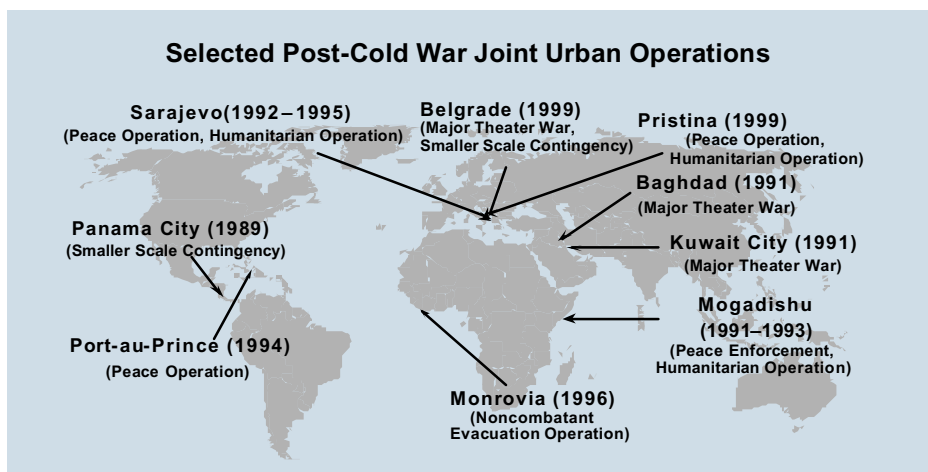 Selected Post-Cold War Joint Urban Operations
Sarajevo(1992–1995)
(Peace Operation, Humanitarian Operation)
Belgrade (1999)
(Major Theater War,
Smaller Scale Contingency)
Pristina (1999)
(Peace Operation,
Humanitarian Operation)
Baghdad (1991)
(Major Theater War)
Panama City (1989)
(Smaller Scale Contingency)
Kuwait City (1991)
(Major Theater War)
Mogadishu
(1991–1993)
(Peace Enforcement,
Humanitarian Operation)
Port-au-Prince (1994)
(Peace Operation)
Monrovia (1996)
(Noncombatant
Evacuation Operation)